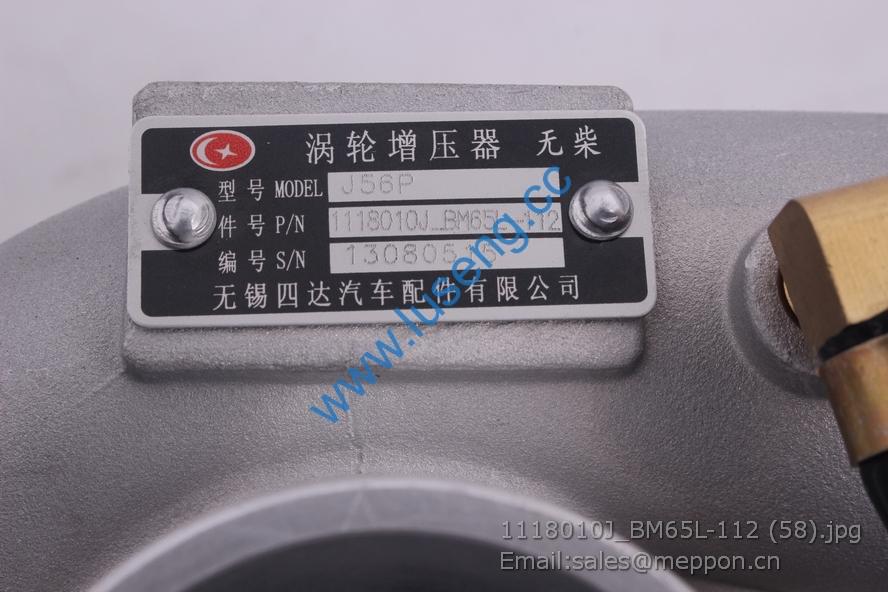 涡轮增压器 无柴
型号 MODEL J56P
件号 P/N 1118010J_BM65L-112
编号 S/N
无锡四达汽车配件有限公司
www.luseng.cc
1118010J_BM65L-112 (58).jpg
Email:sales@meppon.cn